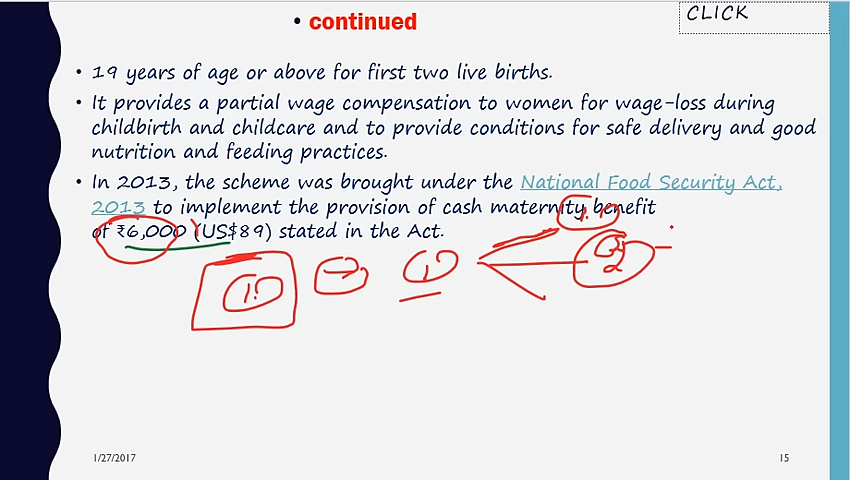 • continued
CLICK
• 19 years of age or above for first two live births.
• It provides a partial wage compensation to women for wage-loss during
childbirth and childcare and to provide conditions for safe delivery and good
nutrition and feeding practices.
• In 2013, the scheme was brought under the National Food Security Act,
2013 to implement the provision of cash maternity benefit
of ₹6,000 (US$89) stated in the Act.
1/27/2017
15